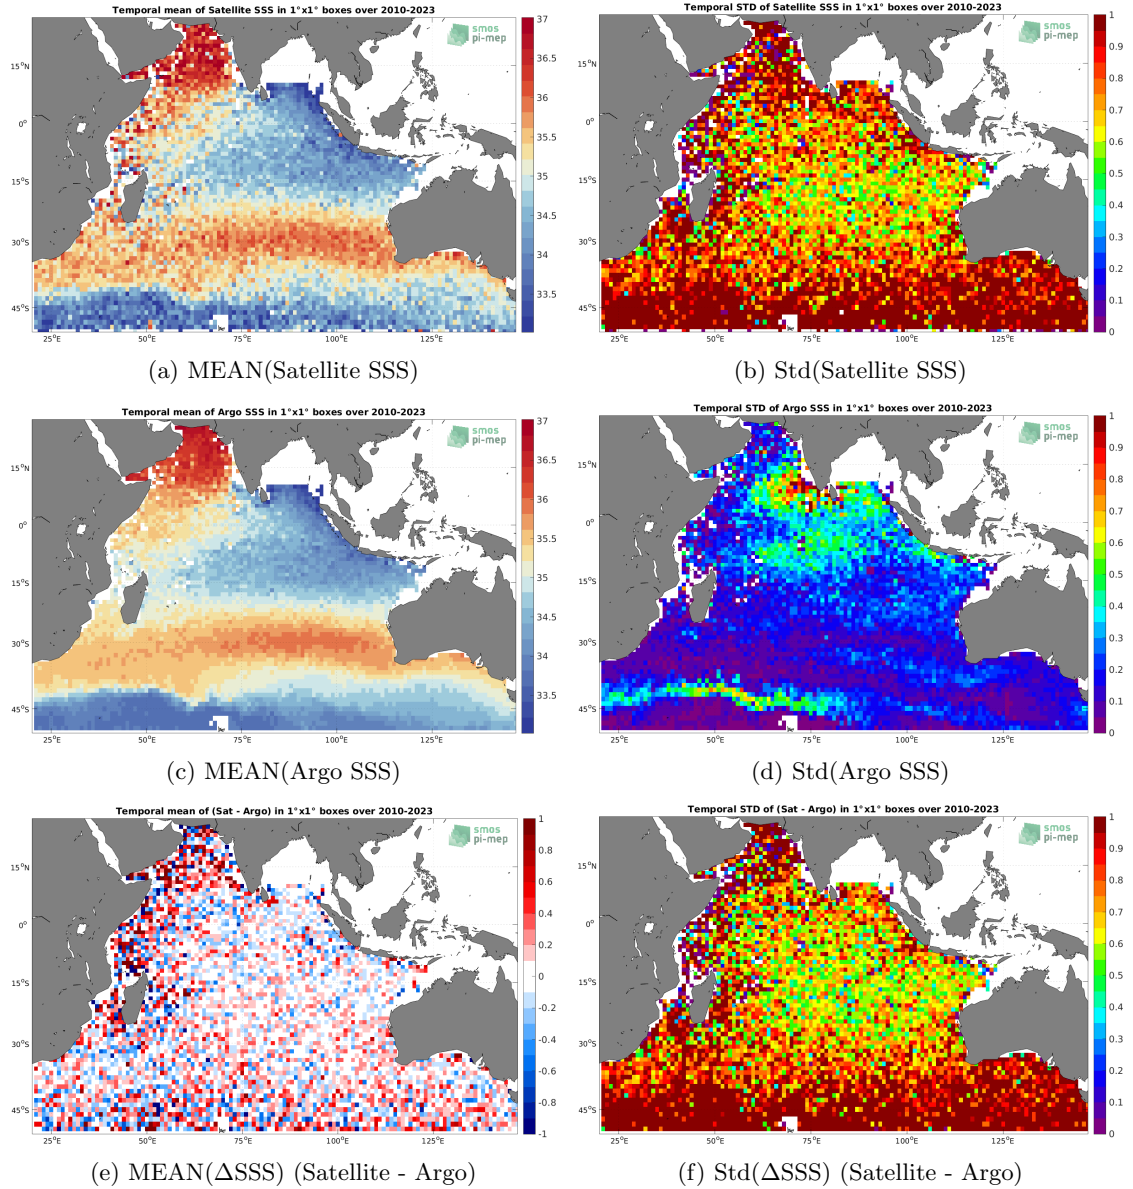 Temporal mean of Satellite SSS in 1°x1° boxes over 2010-2023
smos
pi-mep
15°N
0°
15°S
30°S
45°S
25°E 50°E 75°E 100°E 125°E
37
36.5
36
35.5
35
34.5
34
33.5
(a) MEAN(Satellite SSS)
Temporal STD of Satellite SSS in 1°x1° boxes over 2010-2023
smos
pi-mep
15°N
0°
15°S
30°S
45°S
25°E 50°E 75°E 100°E 125°E
1
0.9
0.8
0.7
0.6
0.5
0.4
0.3
0.2
0.1
0
(b) Std(Satellite SSS)
Temporal mean of Argo SSS in 1°x1° boxes over 2010-2023
smos
pi-mep
15°N
0°
15°S
30°S
45°S
25°E 50°E 75°E 100°E 125°E
37
36.5
36
35.5
35
34.5
34
33.5
(c) MEAN(Argo SSS)
Temporal STD of Argo SSS in 1°x1° boxes over 2010-2023
smos
pi-mep
15°N
0°
15°S
30°S
45°S
25°E 50°E 75°E 100°E 125°E
1
0.9
0.8
0.7
0.6
0.5
0.4
0.3
0.2
0.1
0
(d) Std(Argo SSS)
Temporal mean of (Sat - Argo) in 1°x1° boxes over 2010-2023
smos
pi-mep
15°N
0°
15°S
30°S
45°S
25°E 50°E 75°E 100°E 125°E
1
0.8
0.6
0.4
0.2
0
-0.2
-0.4
-0.6
-0.8
-1
(e) MEAN(ΔSSS) (Satellite - Argo)
Temporal STD of (Sat - Argo) in 1°x1° boxes over 2010-2023
smos
pi-mep
15°N
0°
15°S
30°S
45°S
25°E 50°E 75°E 100°E 125°E
1
0.9
0.8
0.7
0.6
0.5
0.4
0.3
0.2
0.1
0
(f) Std(ΔSSS) (Satellite - Argo)